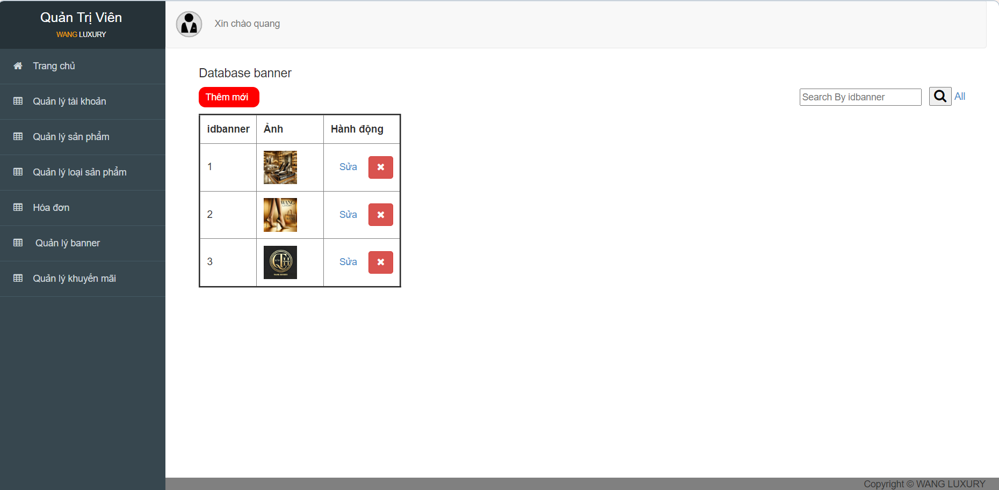 Quản Trị Viên
WANG LUXURY
Trang chủ
Quản lý tài khoản
Quản lý sản phẩm
Quản lý loại sản phẩm
Hóa đơn
Quản lý banner
Quản lý khuyến mãi
Xin chào quang
Database banner
Thêm mới
Search By idbanner
All
idbanner Ảnh Hành động
1 Sửa
2 WANG LUXURY Sửa
3 Sửa
Copyright © WANG LUXURY